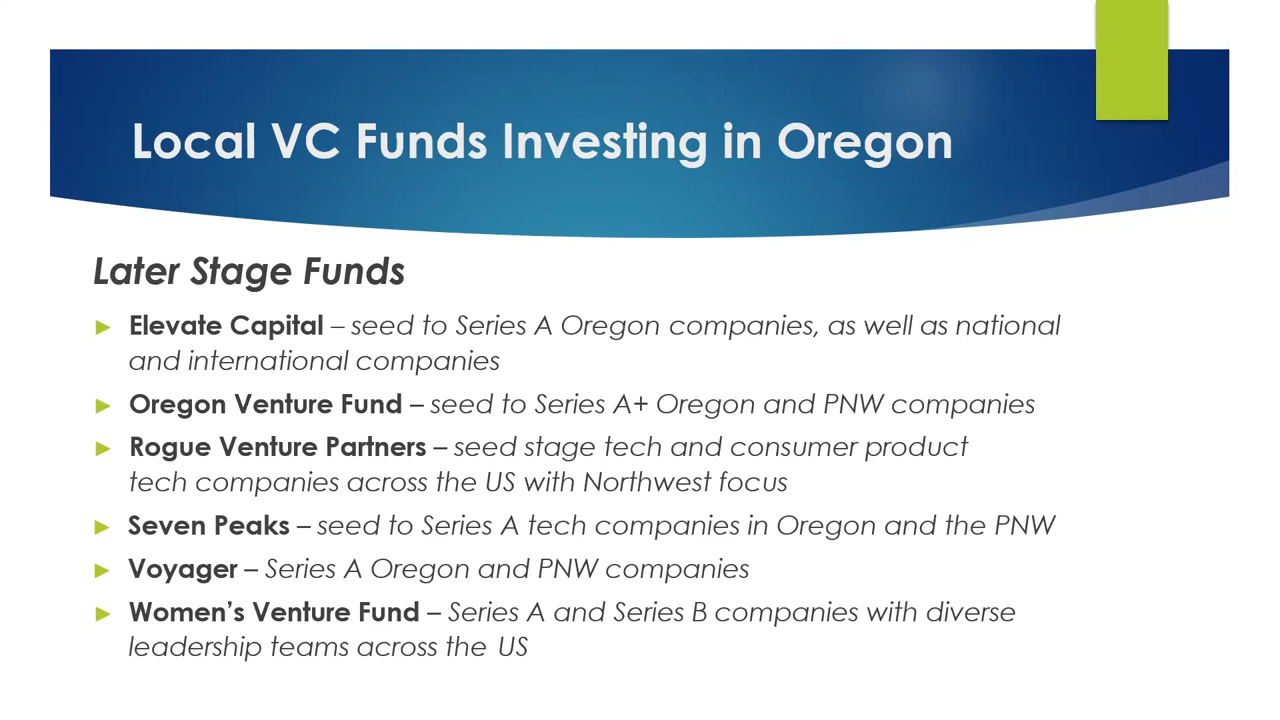 Local VC Funds Investing in Oregon
Later Stage Funds
► Elevate Capital – seed to Series A Oregon companies, as well as national
and international companies
► Oregon Venture Fund – seed to Series A+ Oregon and PNW companies
► Rogue Venture Partners – seed stage tech and consumer product
tech companies across the US with Northwest focus
► Seven Peaks – seed to Series A tech companies in Oregon and the PNW
► Voyager – Series A Oregon and PNW companies
► Women’s Venture Fund – Series A and Series B companies with diverse
leadership teams across the US